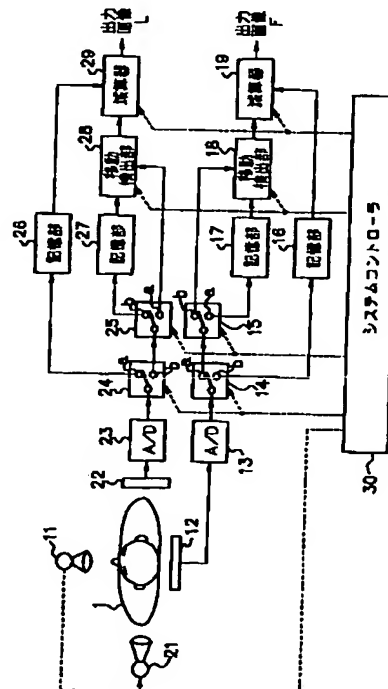 11
1
12
21
22
A/D
23
A/D
13
a
b
24
a
b
14
b
a
25
b
a
15
記憶部
26
記憶部
27
記憶部
17
記憶部
16
移動
検出部
28
移動
検出部
18
減算部
29
減算部
19
出力
画像
L
出力
画像
F
システムコントローラ
30